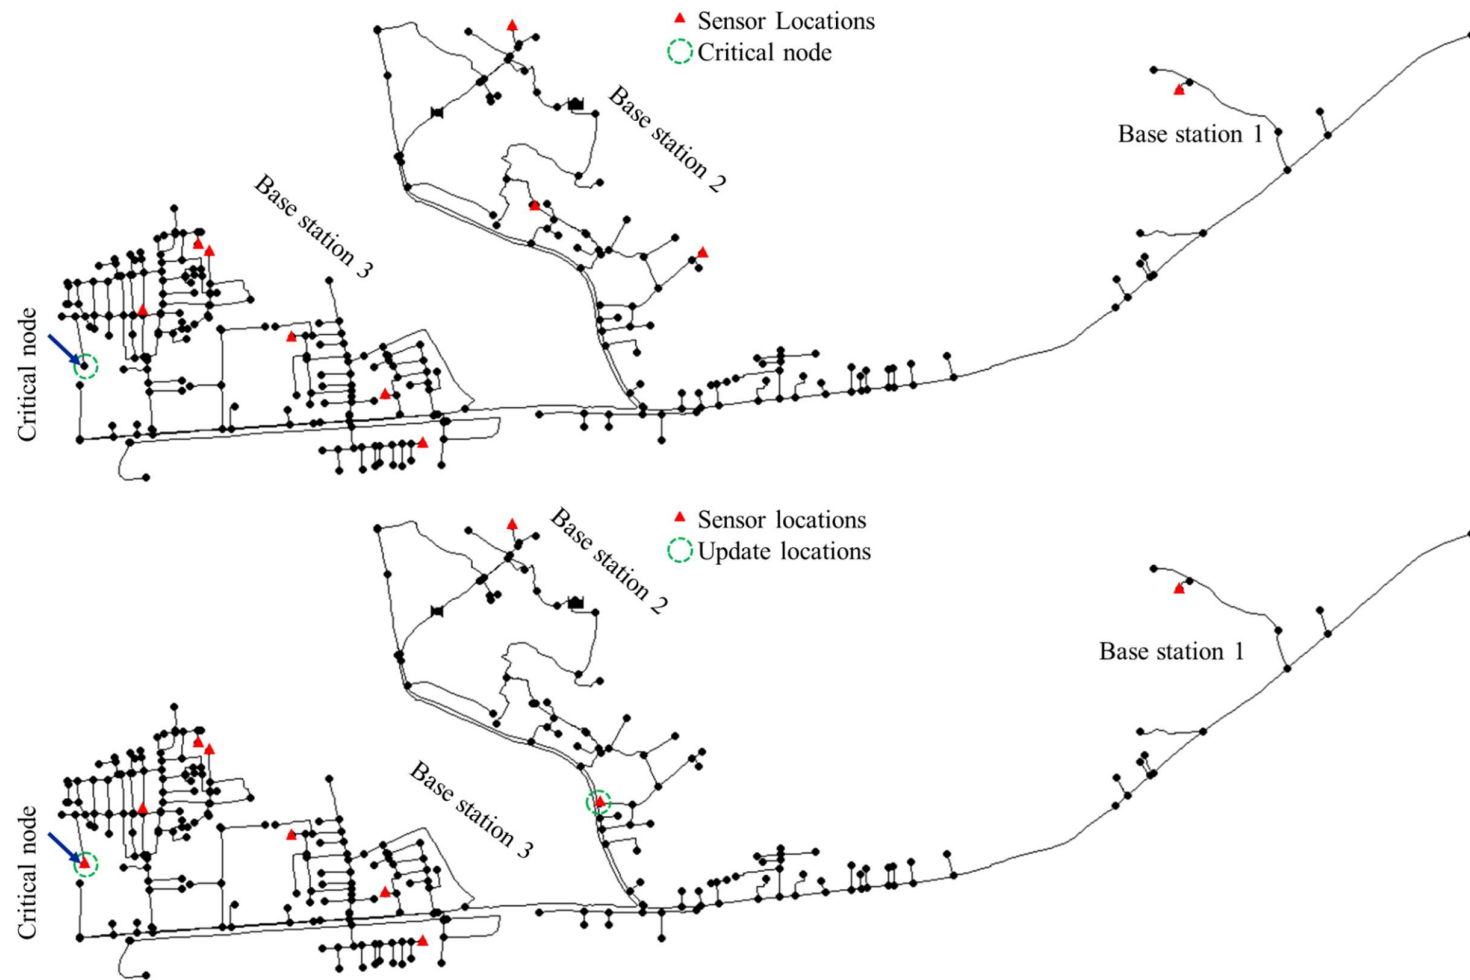 Sensor Locations
Critical node
Base station 2
Base station 1
Base station 3
Critical node
Sensor locations
Update locations
Base station 2
Base station 1
Base station 3
Critical node